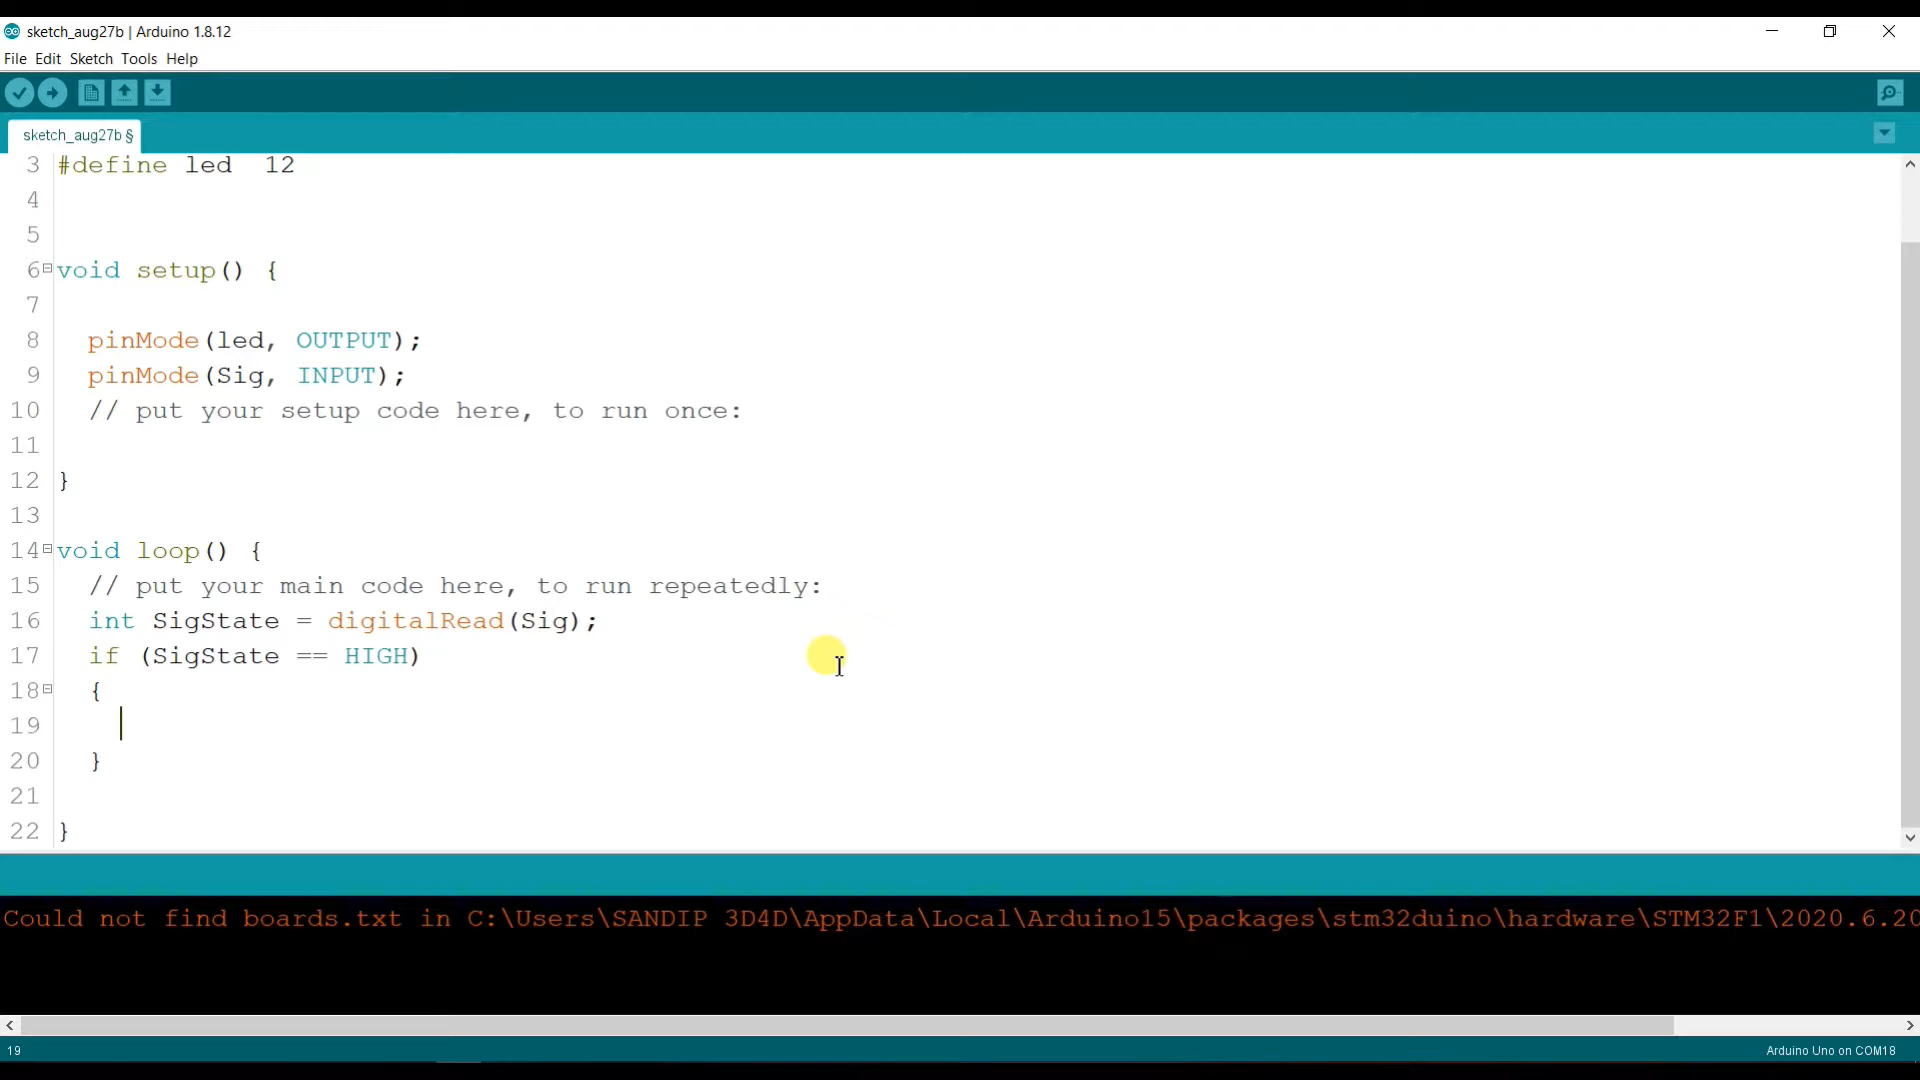 sketch_aug27b | Arduino 1.8.12
File Edit Sketch Tools Help
sketch_aug27b §
3 #define led  12
4
5
6 void setup() {
7
8   pinMode(led, OUTPUT);
9   pinMode(Sig, INPUT);
10   // put your setup code here, to run once:
11
12 }
13
14 void loop() {
15   // put your main code here, to run repeatedly:
16   int SigState = digitalRead(Sig);
17   if (SigState == HIGH)
18   {
19
20   }
21
22 }
Could not find boards.txt in C:\Users\SANDIP 3D4D\AppData\Local\Arduino15\packages\stm32duino\hardware\STM32F1\2020.6.20
19
Arduino Uno on COM18